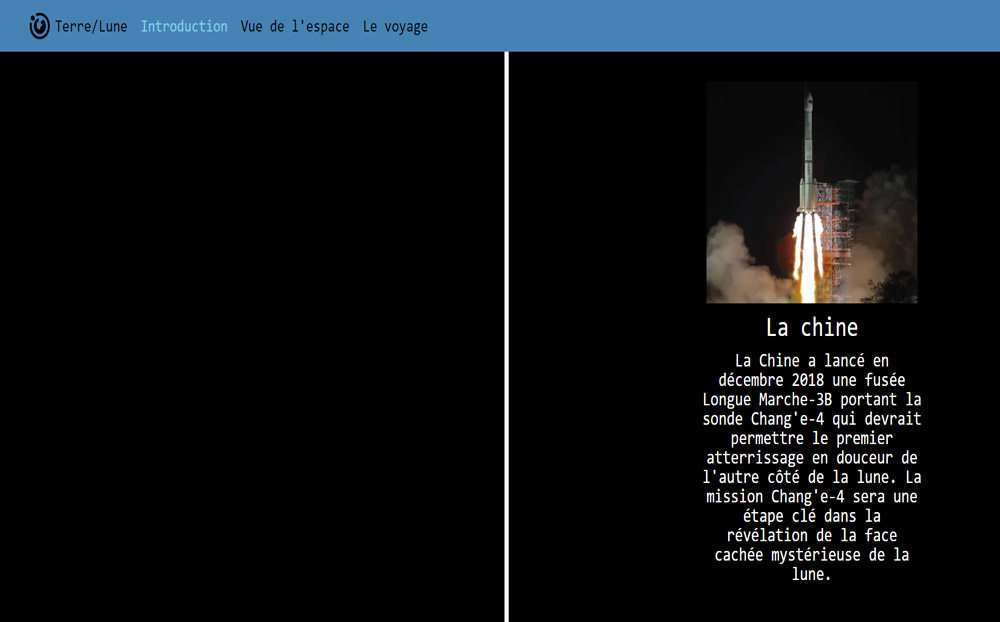 Terre/Lune Introduction Vue de l'espace Le voyage
La chine
La Chine a lancé en
décembre 2018 une fusée
Longue Marche-3B portant la
sonde Chang'e-4 qui devrait
permettre le premier
atterrissage en douceur de
l'autre côté de la lune. La
mission Chang'e-4 sera une
étape clé dans la
révélation de la face
cachée mystérieuse de la
lune.